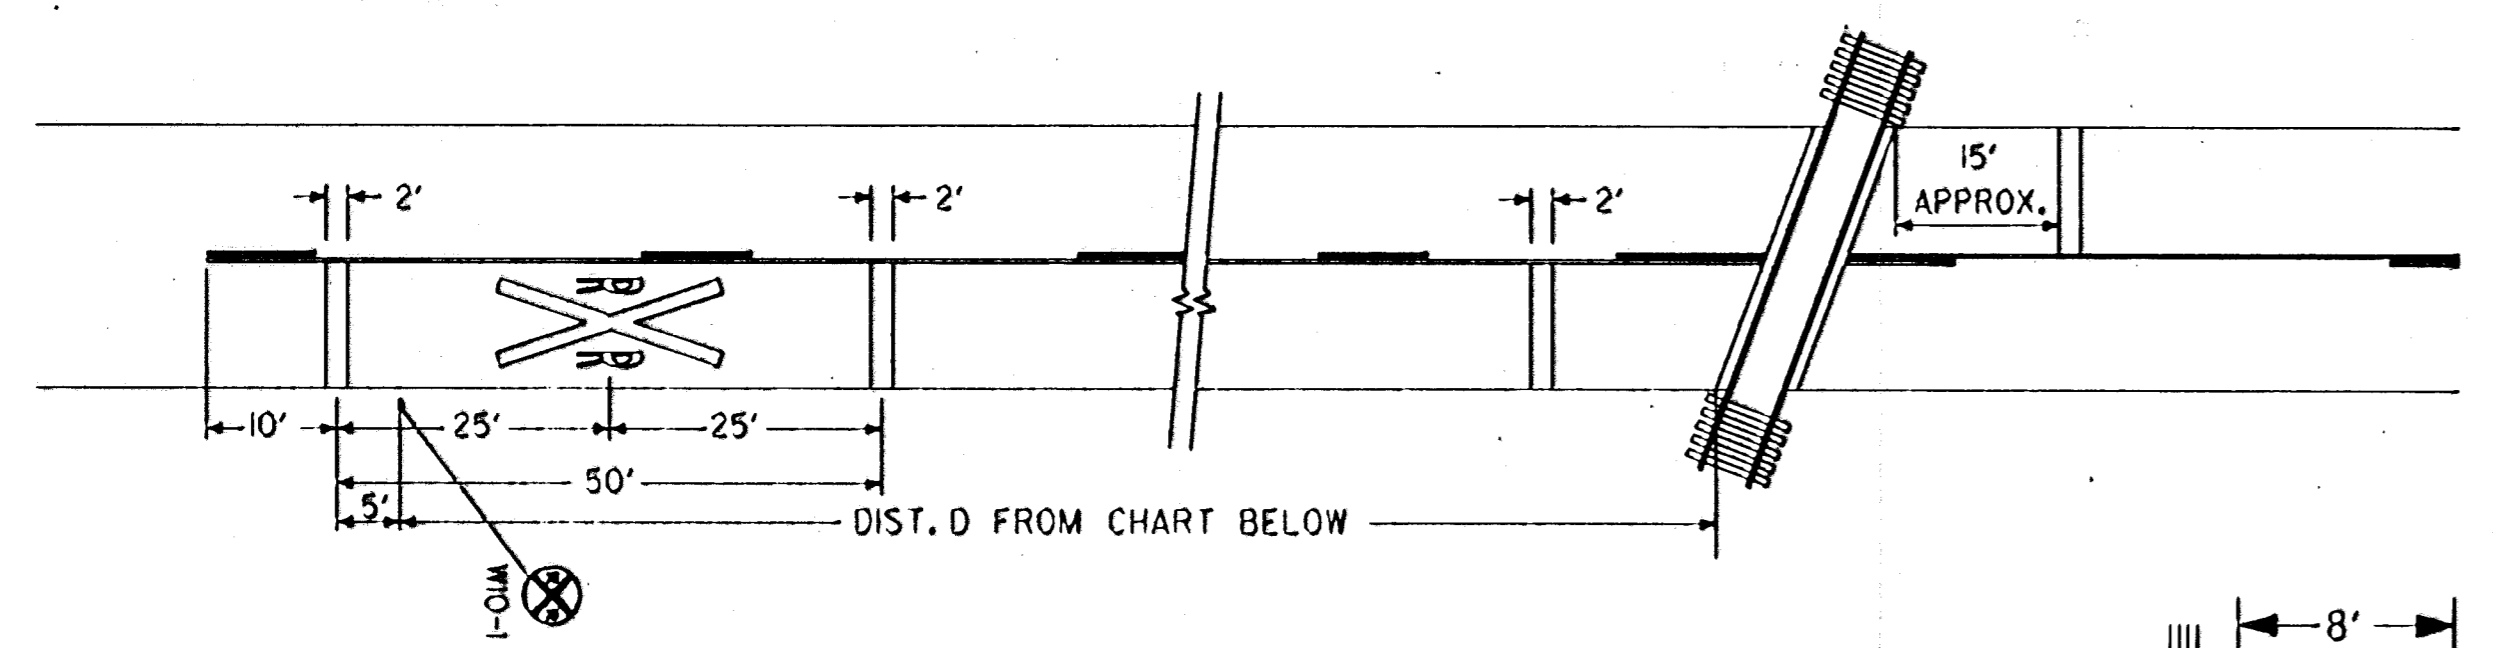 15'
APPROX.
2'
2'
2'
R R
R R
10'
25'
25'
50'
5'
DIST. D FROM CHART BELOW
W10-1
8'